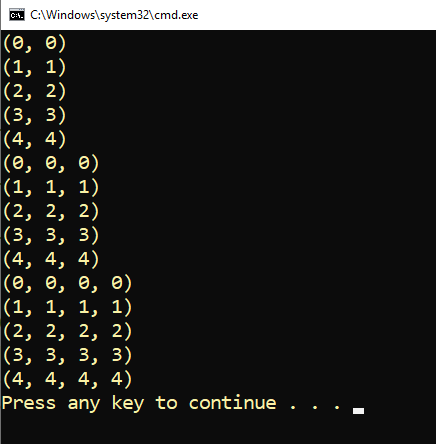 C:\Windows\system32\cmd.exe
(0, 0)
(1, 1)
(2, 2)
(3, 3)
(4, 4)
(0, 0, 0)
(1, 1, 1)
(2, 2, 2)
(3, 3, 3)
(4, 4, 4)
(0, 0, 0, 0)
(1, 1, 1, 1)
(2, 2, 2, 2)
(3, 3, 3, 3)
(4, 4, 4, 4)
Press any key to continue . . .